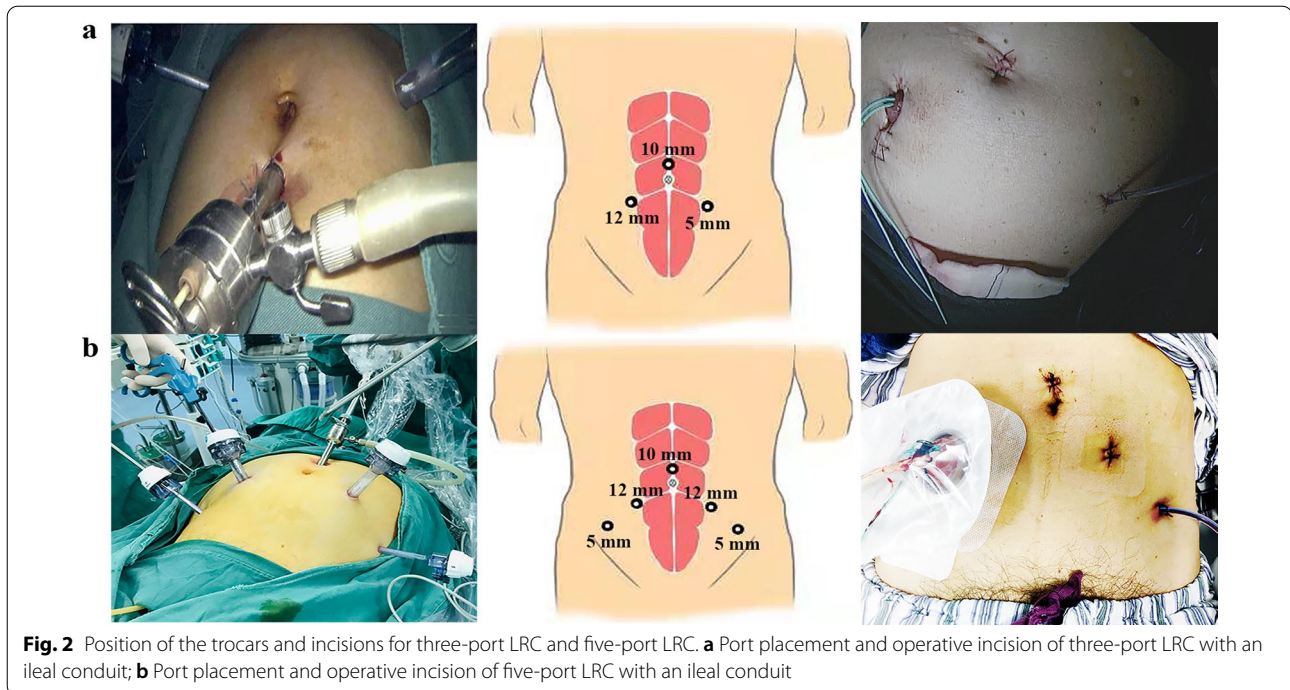 a
10 mm
12 mm
5 mm
b
10 mm
12 mm
12 mm
5 mm
5 mm
Fig. 2 Position of the trocars and incisions for three-port LRC and five-port LRC. a Port placement and operative incision of three-port LRC with an
ileal conduit; b Port placement and operative incision of five-port LRC with an ileal conduit